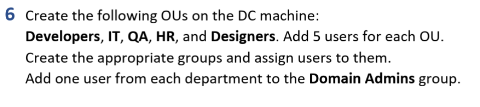 6 Create the following OUs on the DC machine:
Developers, IT, QA, HR, and Designers. Add 5 users for each OU.
Create the appropriate groups and assign users to them.
Add one user from each department to the Domain Admins group.